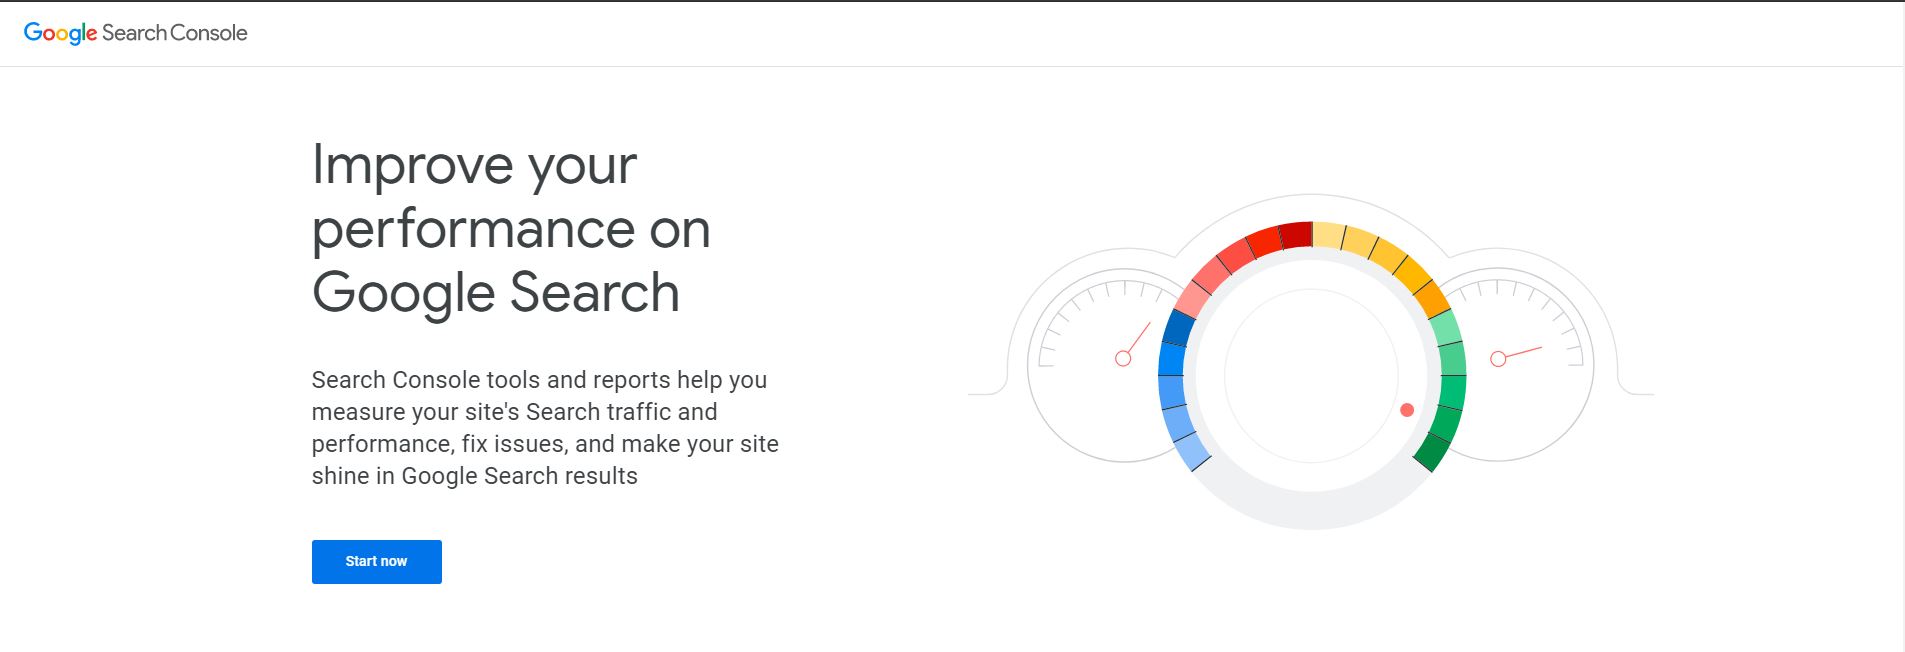 Google Search Console
Improve your
performance on
Google Search
Search Console tools and reports help you
measure your site's Search traffic and
performance, fix issues, and make your site
shine in Google Search results
Start now